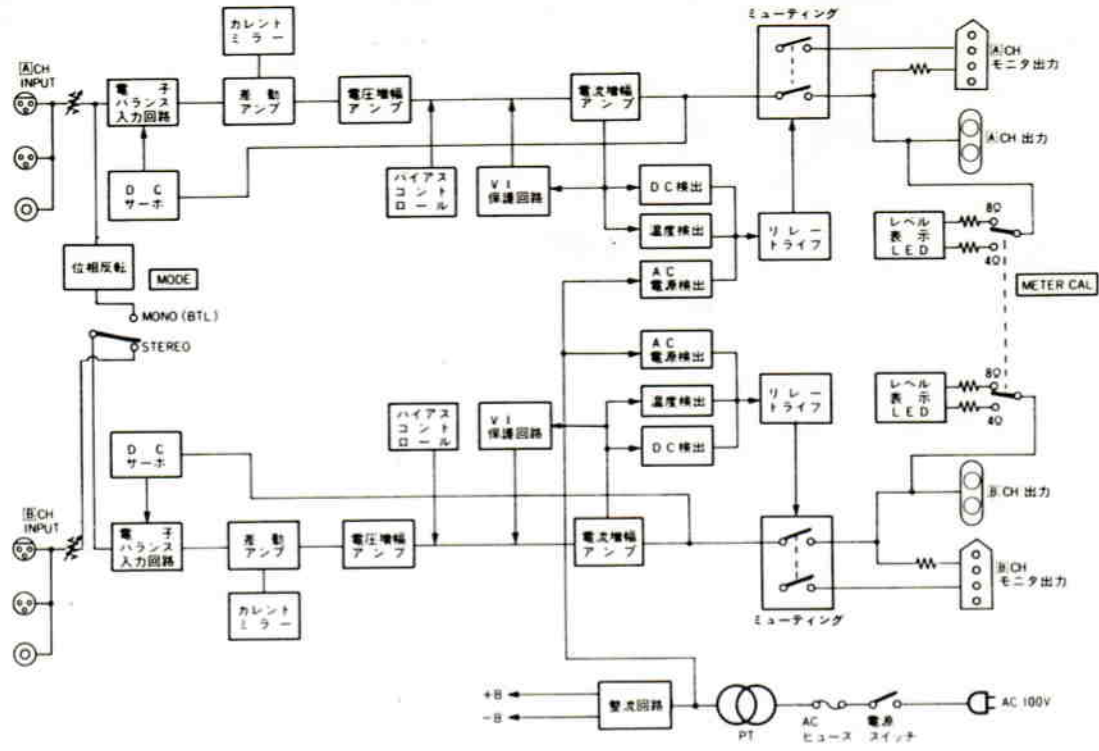 カレント
ミラー
ミューティング
A CH
INPUT
電子
バランス
入力回路
差動
アンプ
電圧増幅
アンプ
電流増幅
アンプ
A CH
モニタ出力
A CH 出力
DC
サーボ
バイアス
コント
ロール
VI
保護回路
DC検出
温度検出
AC
電源検出
リレー
トライフ
レベル
表示
LED
8Ω
4Ω
METER CAL
位相反転
MODE
MONO (BTL)
STEREO
AC
電源検出
温度検出
DC検出
リレー
トライフ
レベル
表示
LED
8Ω
4Ω
DC
サーボ
バイアス
コント
ロール
VI
保護回路
B CH 出力
B CH
INPUT
電子
バランス
入力回路
差動
アンプ
電圧増幅
アンプ
電流増幅
アンプ
B CH
モニタ出力
カレント
ミラー
ミューティング
+B
-B
整流回路
PT
AC
ヒューズ
電源
スイッチ
AC 100V